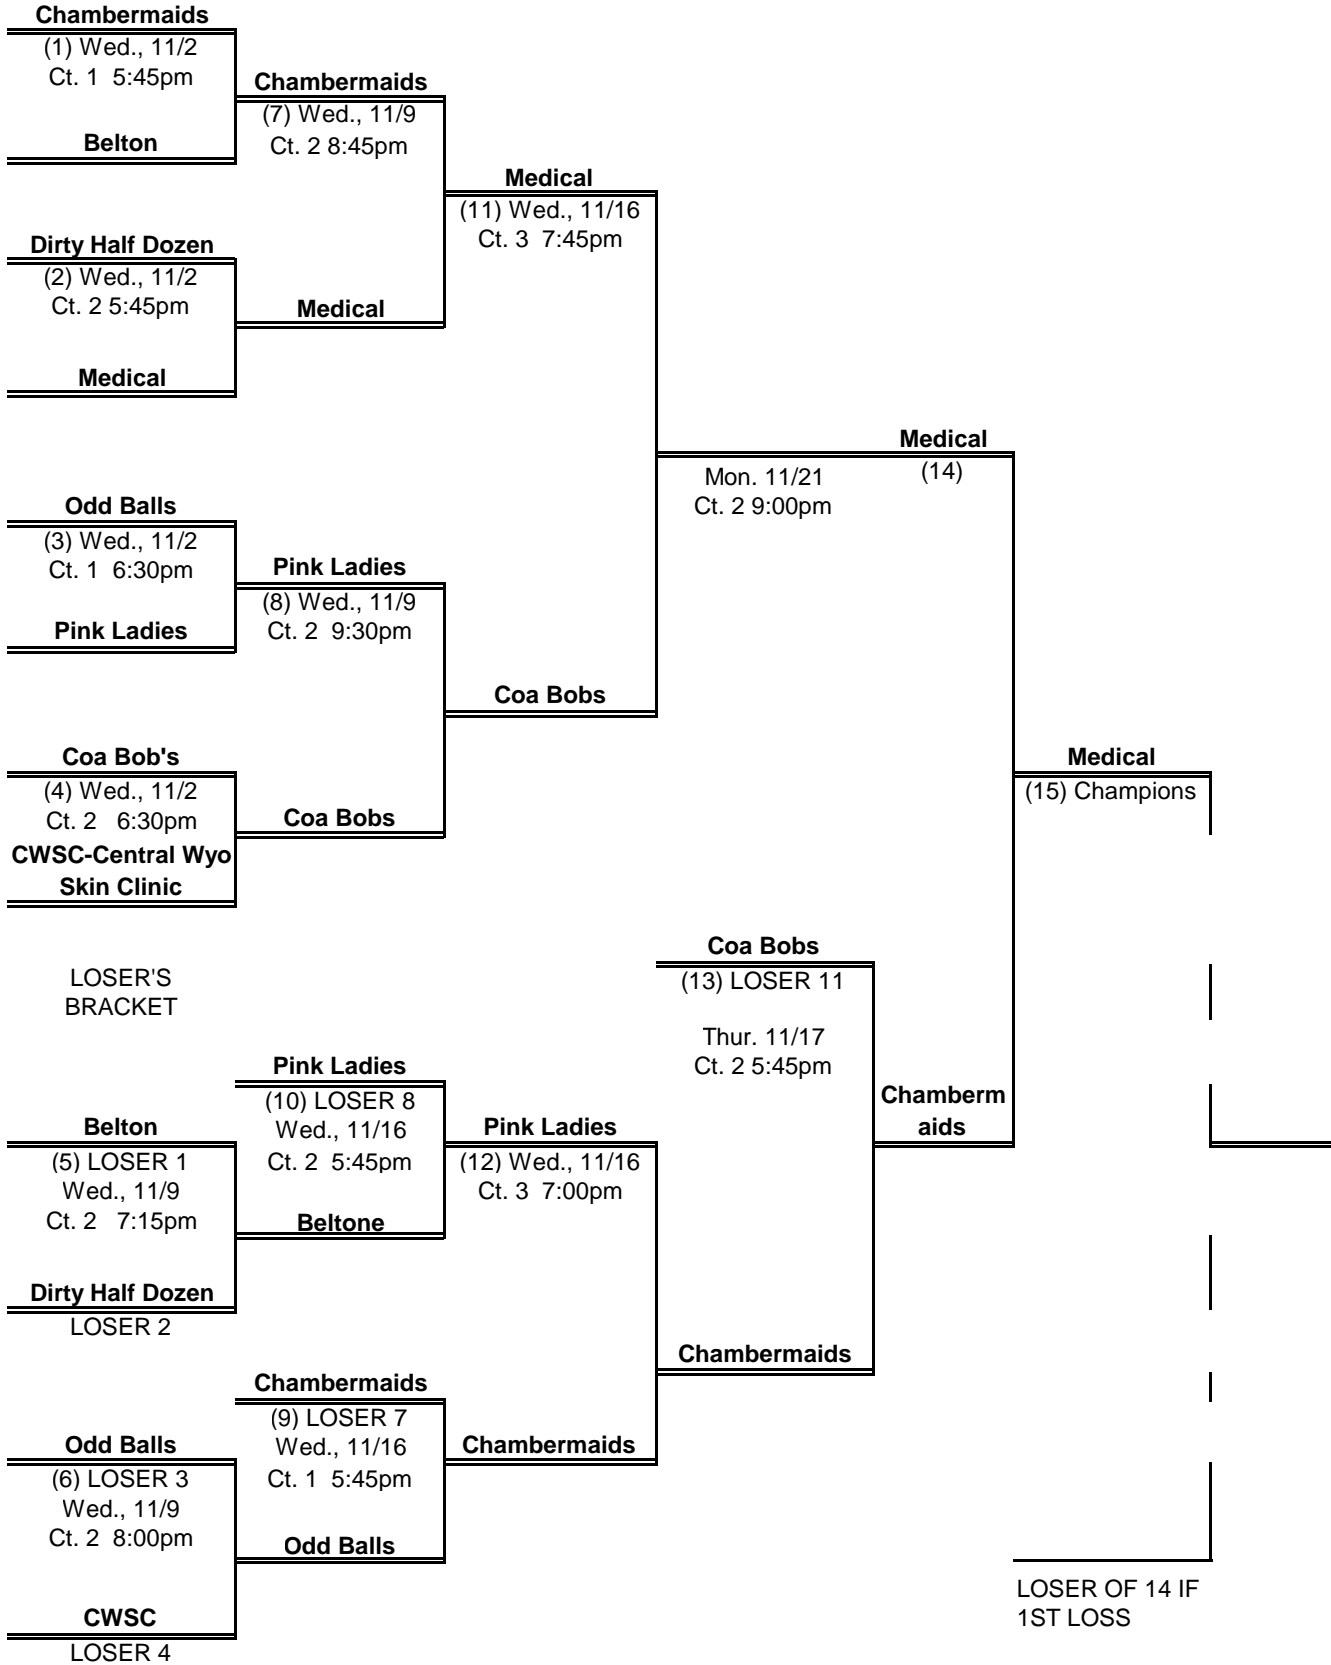 Chambermaids
(1) Wed., 11/2
Ct. 1  5:45pm
Chambermaids
(7) Wed., 11/9
Ct. 2 8:45pm
Belton
Medical
(11) Wed., 11/16
Ct. 3  7:45pm
Dirty Half Dozen
(2) Wed., 11/2
Ct. 2 5:45pm
Medical
Medical
Medical
(14)
Mon. 11/21
Ct. 2 9:00pm
Odd Balls
(3) Wed., 11/2
Ct. 1  6:30pm
Pink Ladies
(8) Wed., 11/9
Ct. 2  9:30pm
Pink Ladies
Coa Bobs
Coa Bob's
(4) Wed., 11/2
Ct. 2   6:30pm
Coa Bobs
CWSC-Central Wyo
Skin Clinic
Medical
(15) Champions
Coa Bobs
(13) LOSER 11
Thur. 11/17
Ct. 2 5:45pm
LOSER'S
BRACKET
Pink Ladies
(10) LOSER 8
Wed., 11/16
Ct. 2  5:45pm
Chamberm
aids
Belton
(5) LOSER 1
Wed., 11/9
Ct. 2   7:15pm
Pink Ladies
(12) Wed., 11/16
Ct. 3  7:00pm
Beltone
Dirty Half Dozen
LOSER 2
Chambermaids
Chambermaids
(9) LOSER 7
Wed., 11/16
Ct. 1  5:45pm
Chambermaids
Odd Balls
(6) LOSER 3
Wed., 11/9
Ct. 2  8:00pm
Odd Balls
CWSC
LOSER 4
LOSER OF 14 IF
1ST LOSS